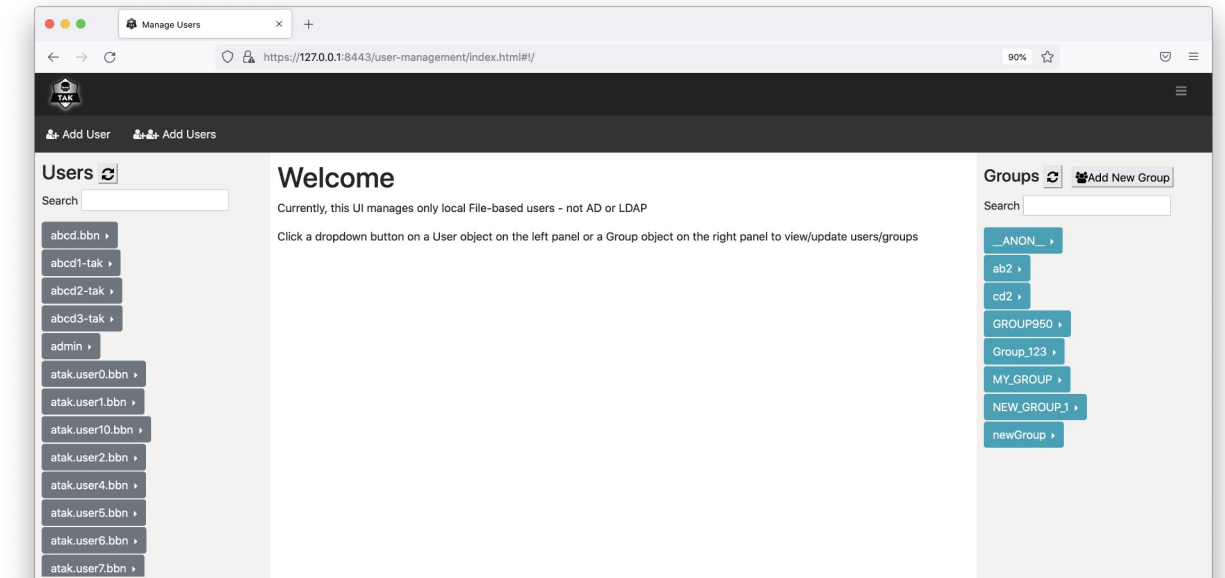 Manage Users
https://127.0.0.1:8443/user-management/index.html#!/
90%
TAK
Add User
Add Users
Users
Search
abcd.bbn
abcd1-tak
abcd2-tak
abcd3-tak
admin
atak.user0.bbn
atak.user1.bbn
atak.user10.bbn
atak.user2.bbn
atak.user4.bbn
atak.user5.bbn
atak.user6.bbn
atak.user7.bbn
Welcome
Currently, this UI manages only local File-based users - not AD or LDAP
Click a dropdown button on a User object on the left panel or a Group object on the right panel to view/update users/groups
Groups
Add New Group
Search
__ANON__
ab2
cd2
GROUP950
Group_123
MY_GROUP
NEW_GROUP_1
newGroup